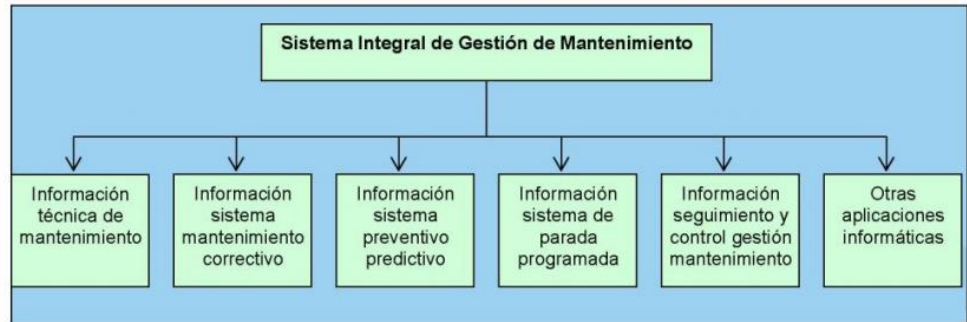 Sistema Integral de Gestión de Mantenimiento
Información
técnica de
mantenimiento
Información
sistema
mantenimiento
correctivo
Información
sistema
preventivo
predictivo
Información
sistema de
parada
programada
Información
seguimiento y
control gestión
mantenimiento
Otras
aplicaciones
informáticas